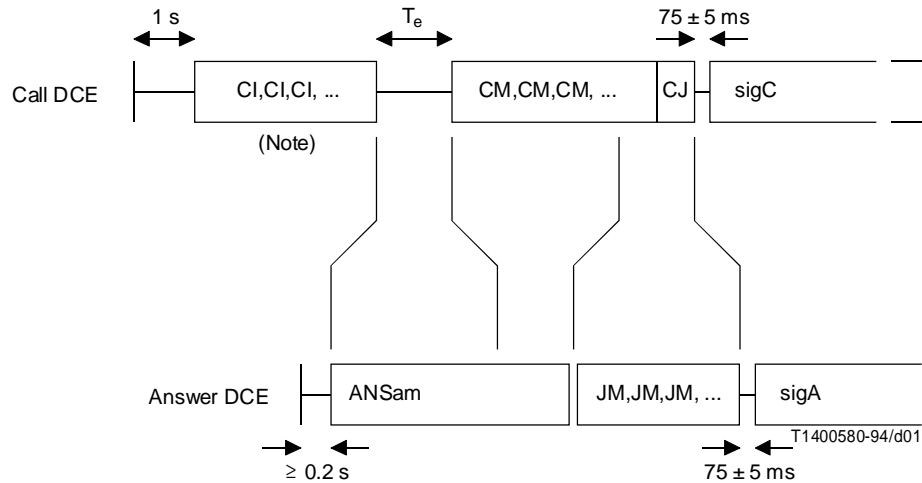 1 s
Te
75 ± 5 ms
Call DCE
CI,CI,CI, ...
CM,CM,CM, ...
CJ
sigC
(Note)
Answer DCE
ANSam
JM,JM,JM, ...
sigA
T1400580-94/d01
≥ 0.2 s
75 ± 5 ms